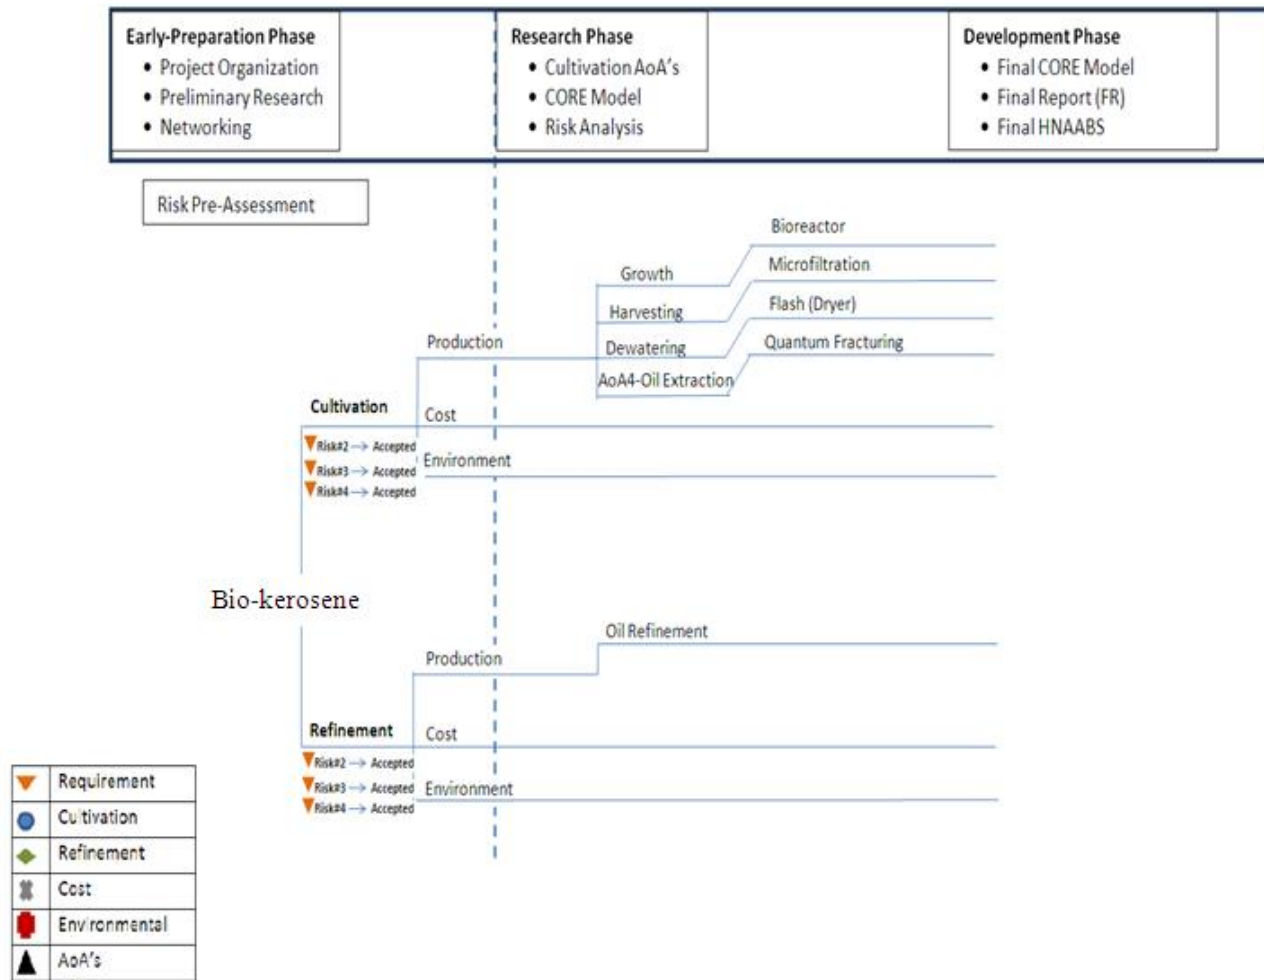 Early-Preparation Phase
• Project Organization
• Preliminary Research
• Networking
Research Phase
• Cultivation AoA's
• CORE Model
• Risk Analysis
Development Phase
• Final CORE Model
• Final Report (FR)
• Final HNAABS
Risk Pre-Assessment
Bioreactor
Growth
Microfiltration
Harvesting
Flash (Dryer)
Production
Dewatering
Quantum Fracturing
AoA4-Oil Extraction
Cultivation
Cost
Risk#2 → Accepted
Environment
Risk#3 → Accepted
Risk#4 → Accepted
Bio-kerosene
Oil Refinement
Production
Refinement
Cost
Risk#2 → Accepted
Risk#3 → Accepted
Environment
Risk#4 → Accepted
Requirement
Cultivation
Refinement
Cost
Environmental
AoA's